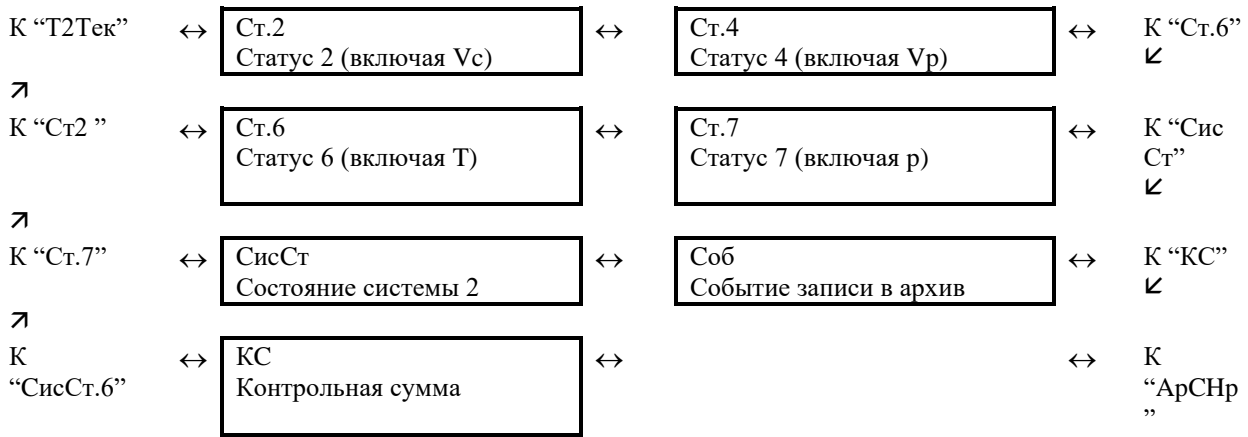 К “Т2Тек” ↔ Ст.2 ↔ Ст.4 ↔ К “Ст.6”
Статус 2 (включая Vc) Статус 4 (включая Vp) 🡿
🡽
К “Ст2 ” ↔ Ст.6 ↔ Ст.7 ↔ К “Сис
Статус 6 (включая Т) Статус 7 (включая р) Ст”
🡿
🡽
К “Ст.7” ↔ СисСт ↔ Соб ↔ К “КС”
Состояние системы 2 Событие записи в архив 🡿
🡽
К ↔ КС ↔ ↔ К
“СисСт.6” Контрольная сумма “АрСНр
”